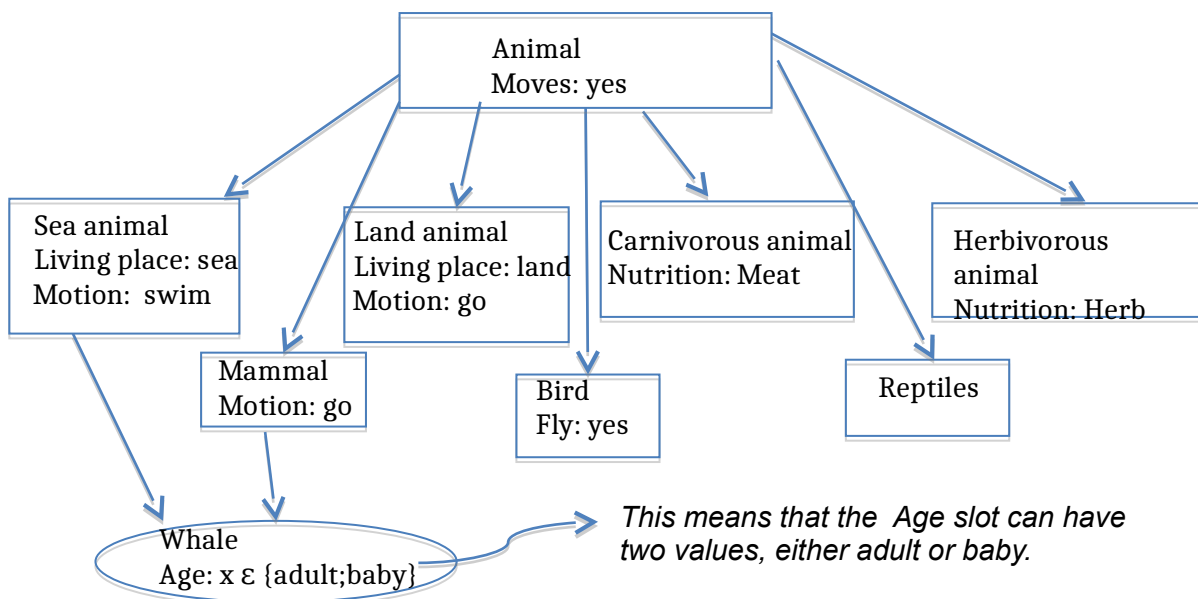 Animal
Moves: yes
Sea animal
Living place: sea
Motion:  swim
Land animal
Living place: land
Motion: go
Carnivorous animal
Nutrition: Meat
Herbivorous
animal
Nutrition: Herb
Mammal
Motion: go
Bird
Fly: yes
Reptiles
Whale
Age: x ε {adult;baby}
This means that the  Age slot can have
two values, either adult or baby.